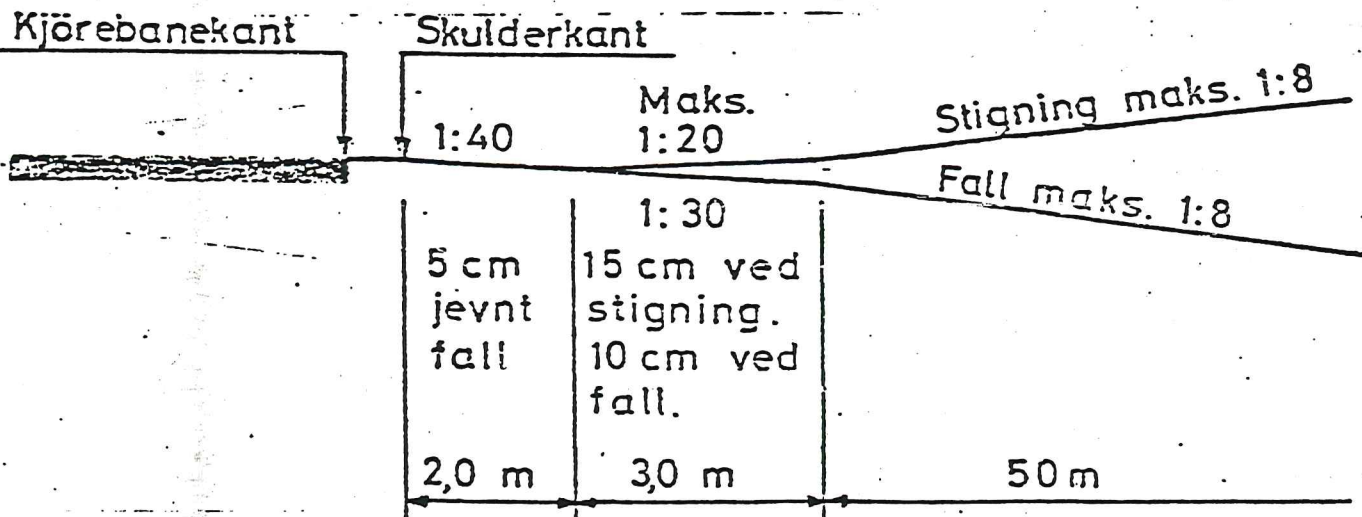 Kjörebanekant
Skulderkant
1:40
Maks.
1:20
Stigning maks. 1:8
Fall maks. 1:8
1:30
5 cm
jevnt
fall
15 cm ved
stigning.
10 cm ved
fall.
2,0 m
3,0 m
50 m